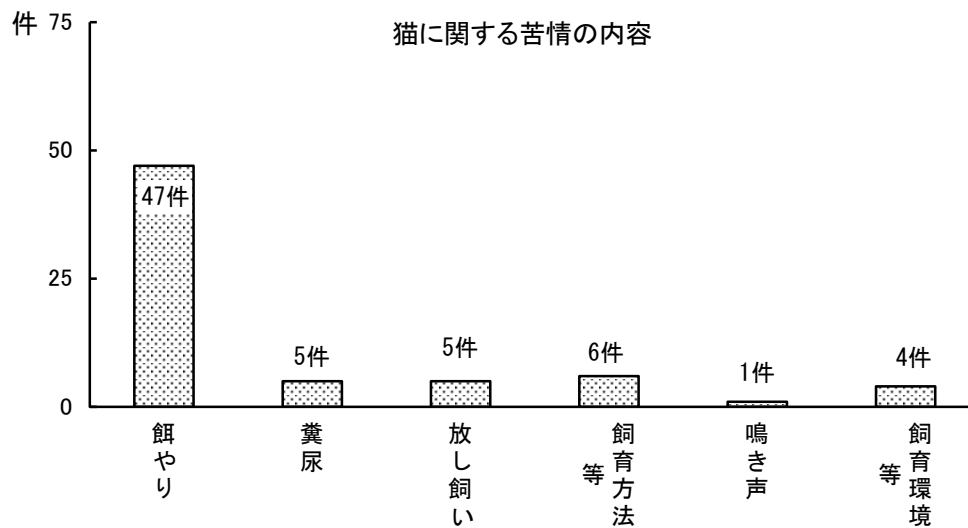 猫に関する苦情の内容
件
75
50
25
0
47件
5件
5件
6件
1件
4件
餌やり
糞尿
放し飼い
飼育方法
等
鳴き声
飼育環境
等